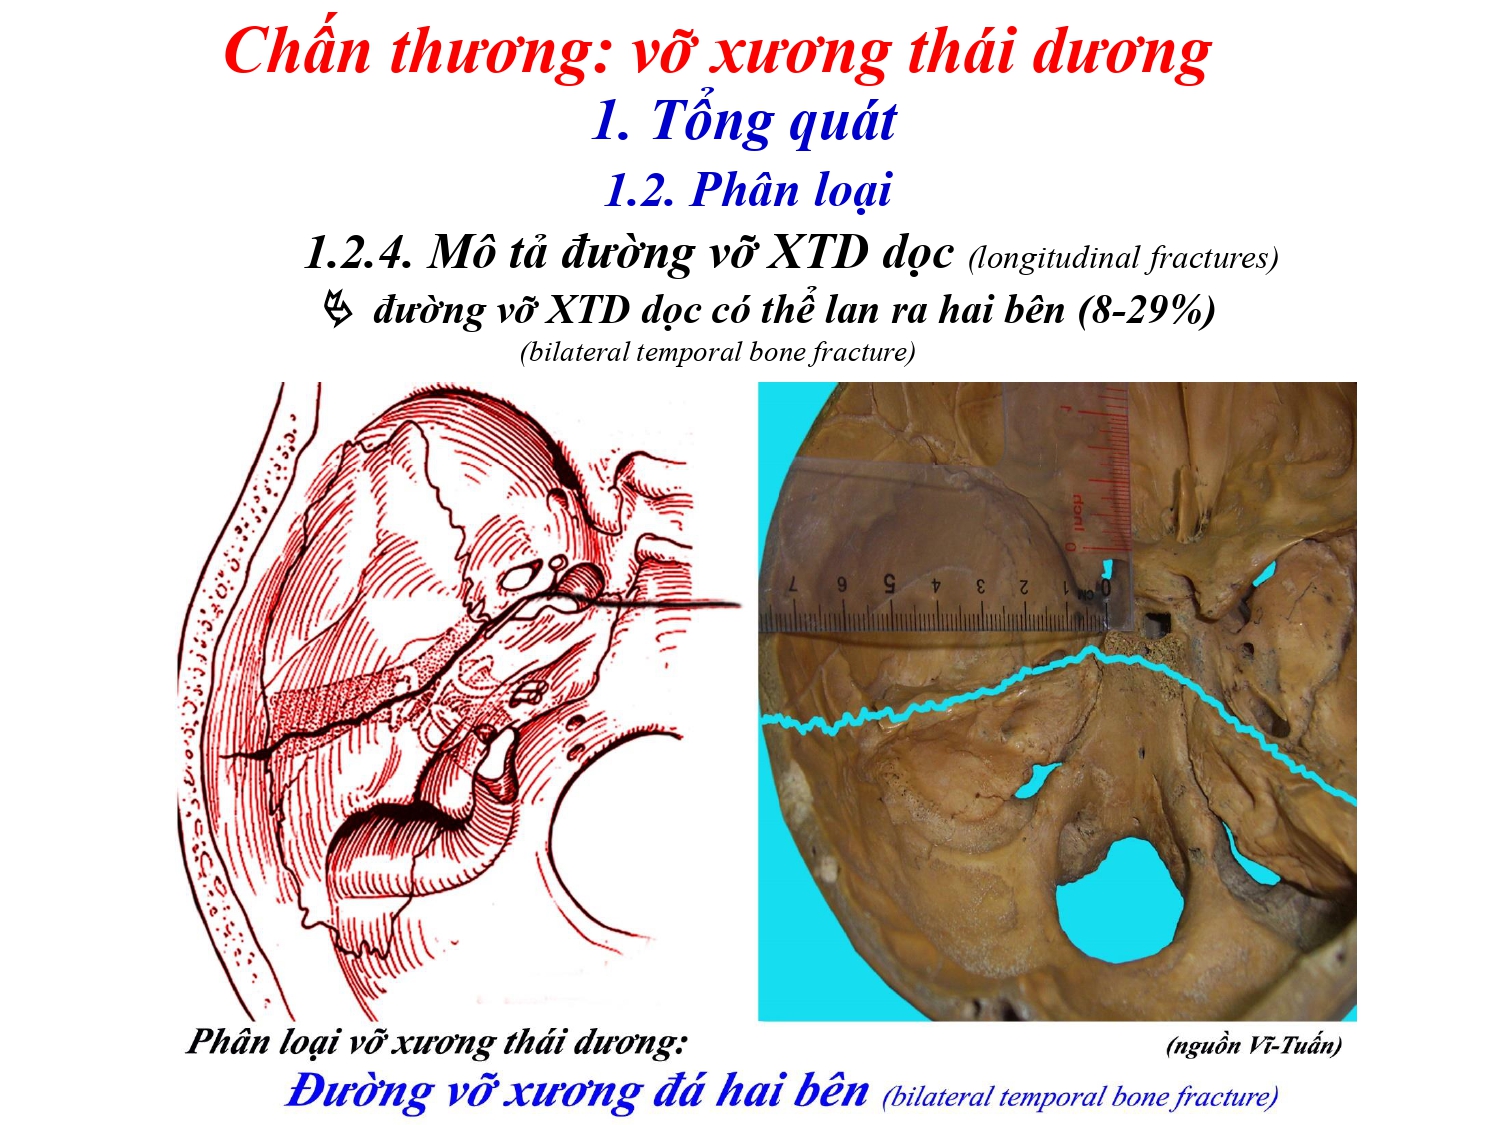 Chấn thương: vỡ xương thái dương
1. Tổng quát
1.2. Phân loại
1.2.4. Mô tả đường vỡ XTD dọc (longitudinal fractures)
đường vỡ XTD dọc có thể lan ra hai bên (8-29%)
(bilateral temporal bone fracture)
0 inch 1
7 6 5 4 3 2 1 CM 0
Phân loại vỡ xương thái dương:
(nguồn Vĩ-Tuấn)
Đường vỡ xương đá hai bên (bilateral temporal bone fracture)